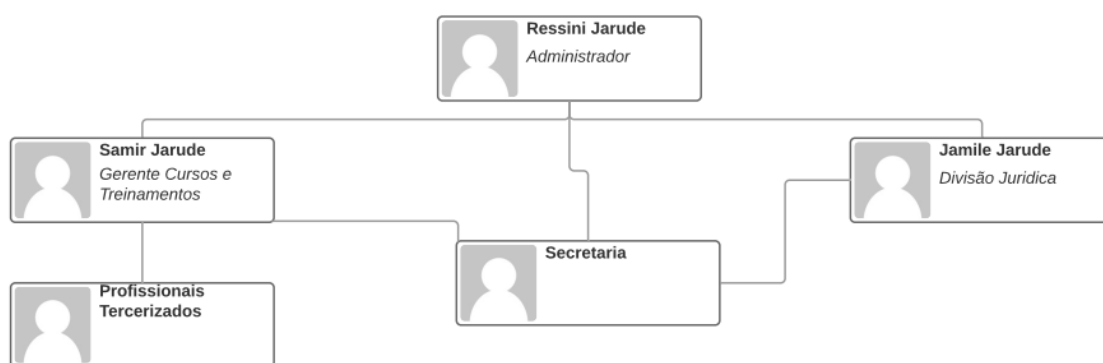 Ressini Jarude
Administrador
Samir Jarude
Gerente Cursos e
Treinamentos
Jamile Jarude
Divisão Juridica
Secretaria
Profissionais
Tercerizados